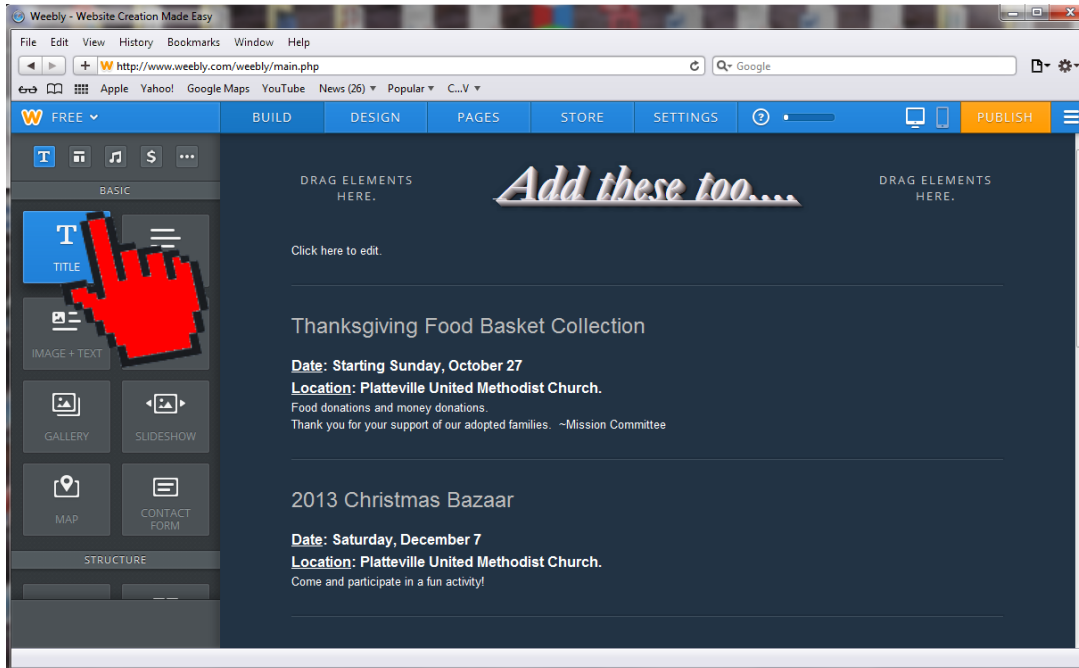 Weebly - Website Creation Made Easy
File Edit View History Bookmarks Window Help
http://www.weebly.com/weebly/main.php
Google
Apple Yahoo! Google Maps YouTube News (26) Popular C...V
FREE BUILD DESIGN PAGES STORE SETTINGS ? PUBLISH
T $ ...
BASIC
T
TITLE
IMAGE + TEXT
GALLERY SLIDESHOW
MAP CONTACT
FORM
STRUCTURE
DRAG ELEMENTS
HERE.
Add these too....
DRAG ELEMENTS
HERE.
Click here to edit.
Thanksgiving Food Basket Collection
Date: Starting Sunday, October 27
Location: Platteville United Methodist Church.
Food donations and money donations.
Thank you for your support of our adopted families. ~Mission Committee
2013 Christmas Bazaar
Date: Saturday, December 7
Location: Platteville United Methodist Church.
Come and participate in a fun activity!